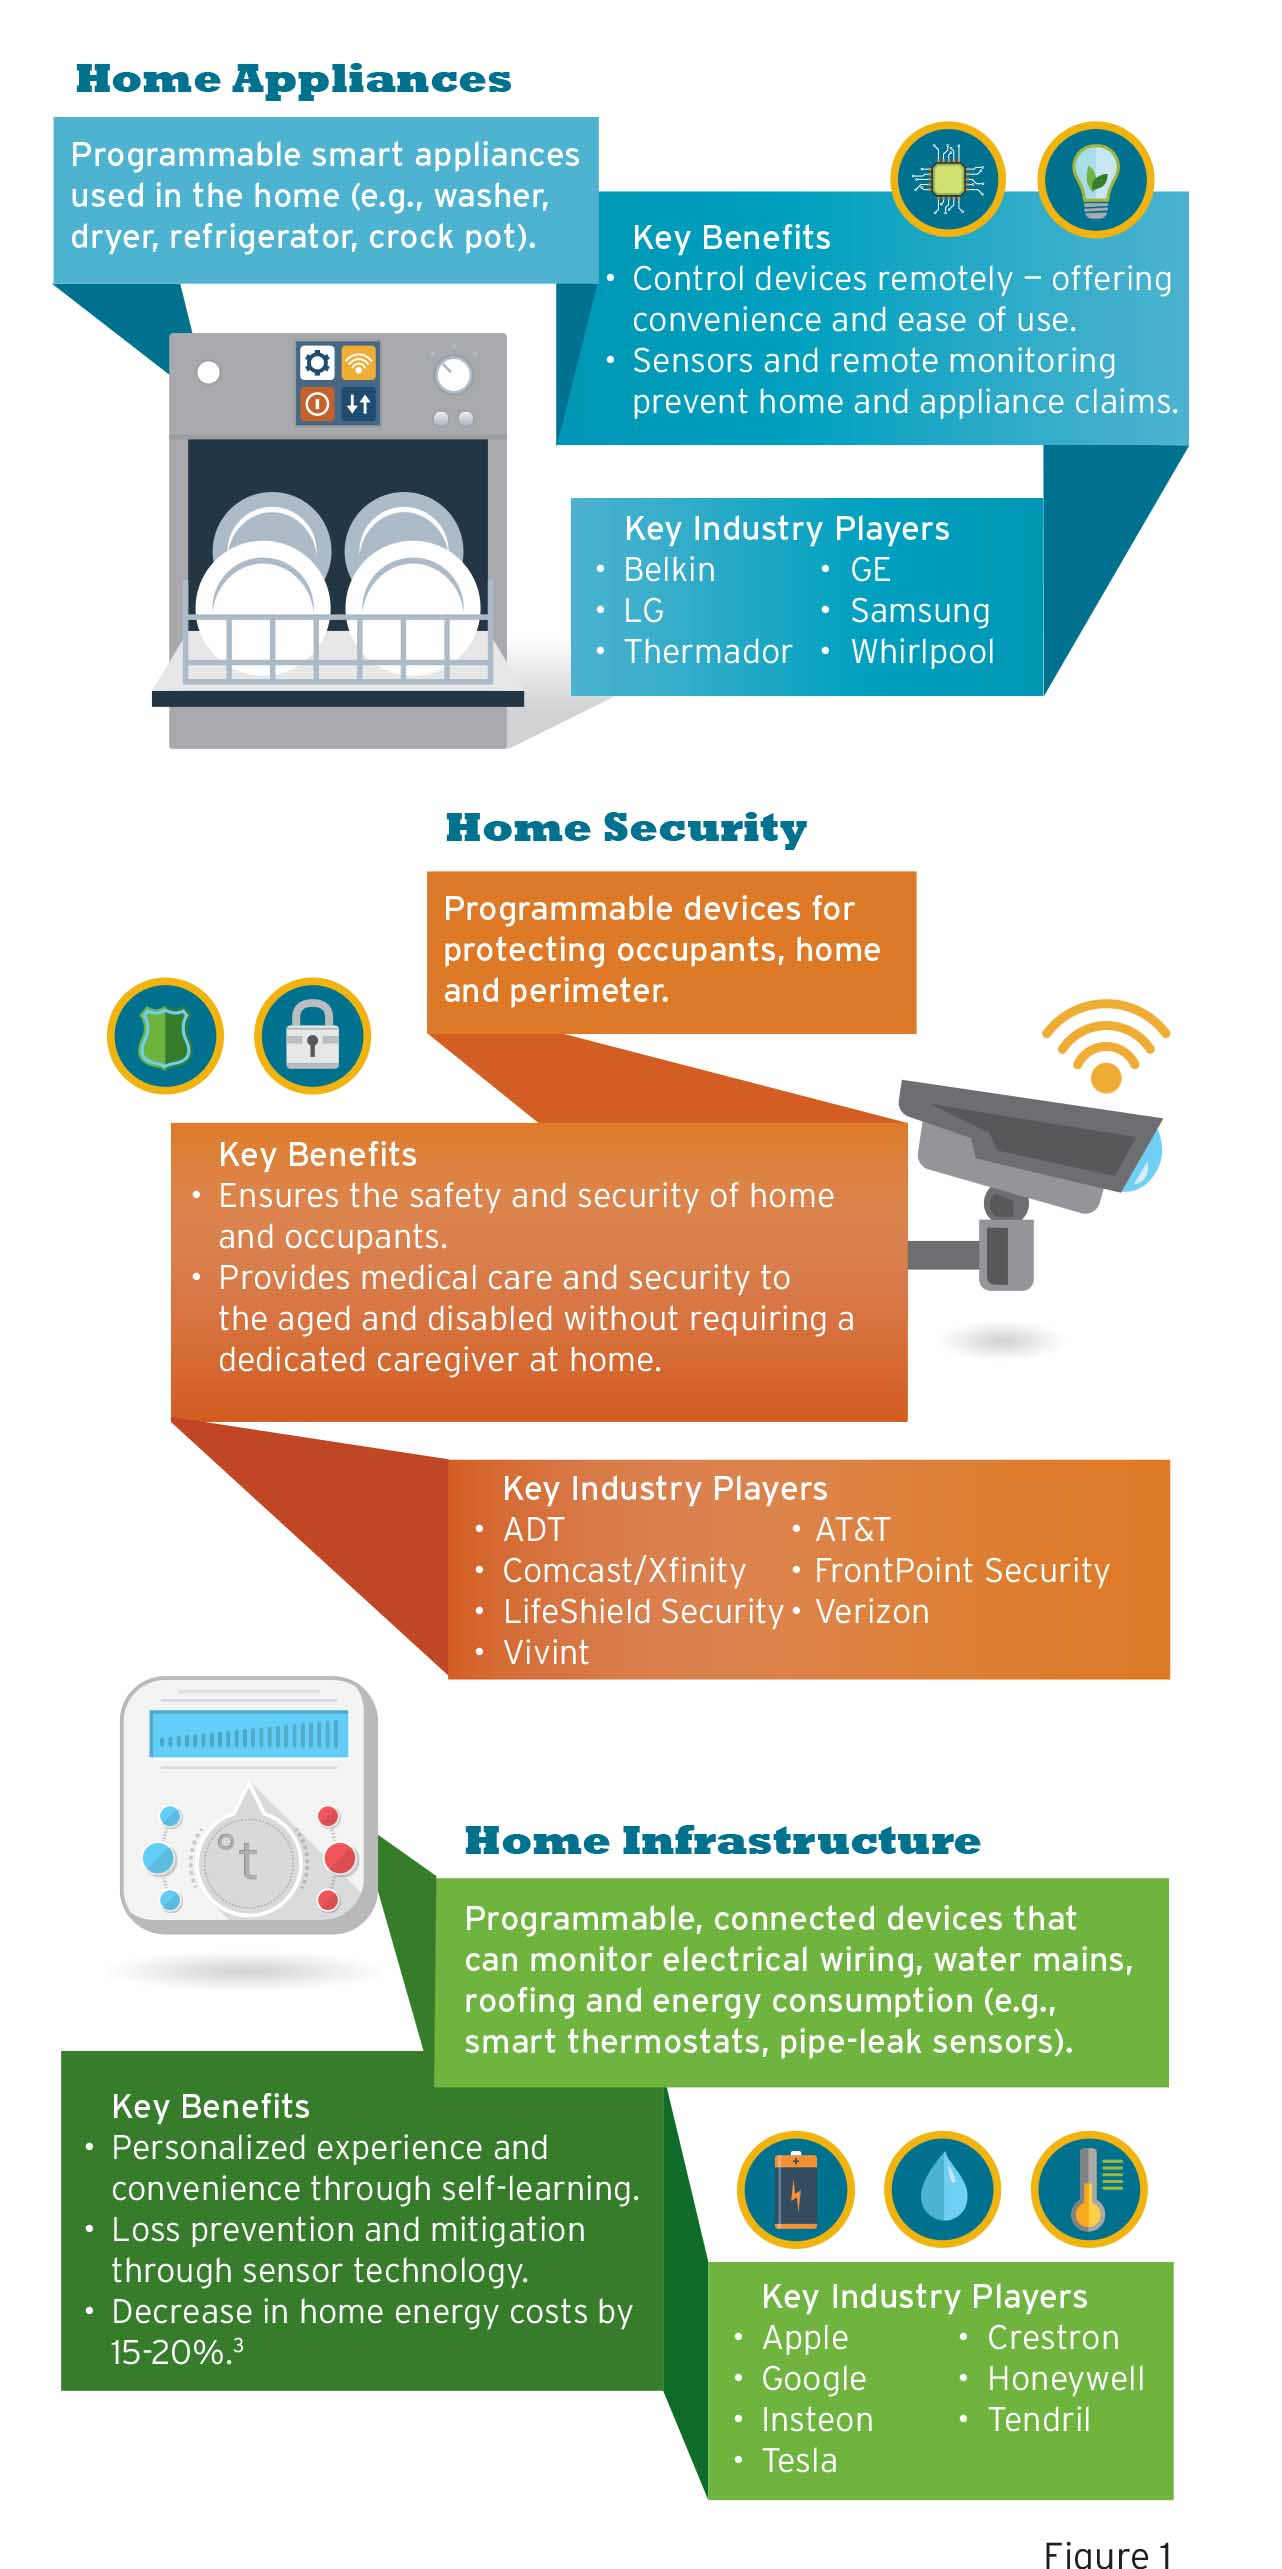 Home Appliances
Programmable smart appliances
used in the home (e.g., washer,
dryer, refrigerator, crock pot).
Key Benefits
• Control devices remotely – offering
convenience and ease of use.
• Sensors and remote monitoring
prevent home and appliance claims.
Key Industry Players
• Belkin
• LG
• Thermador
• GE
• Samsung
• Whirlpool
Home Security
Programmable devices for
protecting occupants, home
and perimeter.
Key Benefits
• Ensures the safety and security of home
and occupants.
• Provides medical care and security to
the aged and disabled without requiring a
dedicated caregiver at home.
Key Industry Players
• ADT
• Comcast/Xfinity
• LifeShield Security
• Vivint
• AT&T
• FrontPoint Security
• Verizon
°t
Home Infrastructure
Programmable, connected devices that
can monitor electrical wiring, water mains,
roofing and energy consumption (e.g.,
smart thermostats, pipe-leak sensors).
Key Benefits
• Personalized experience and
convenience through self-learning.
• Loss prevention and mitigation
through sensor technology.
• Decrease in home energy costs by
15-20%.³
Key Industry Players
• Apple
• Google
• Insteon
• Tesla
• Crestron
• Honeywell
• Tendril
Figure 1